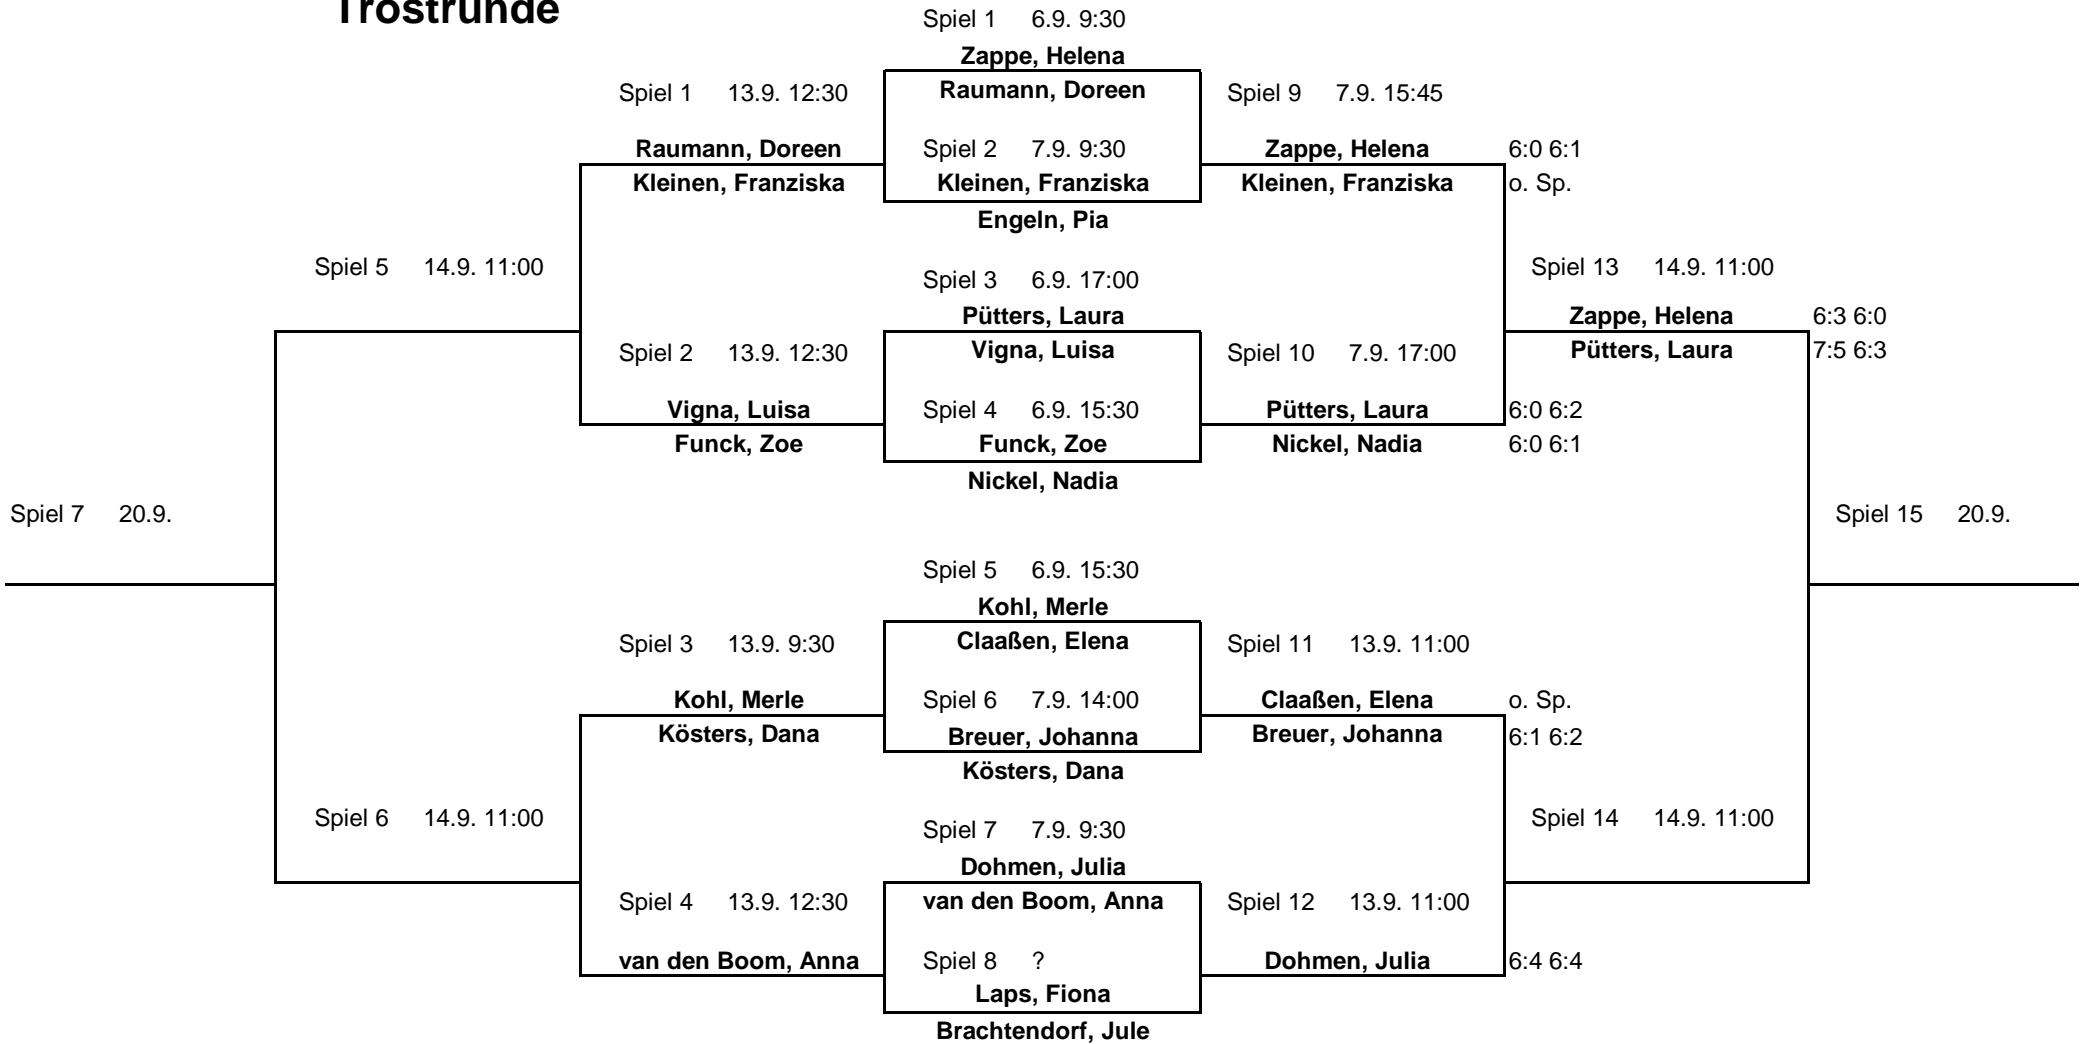 Trostrunde
Spiel 1 6.9. 9:30
Zappe, Helena
Spiel 1 13.9. 12:30
Raumann, Doreen
Spiel 9 7.9. 15:45
Raumann, Doreen
Spiel 2 7.9. 9:30
Zappe, Helena
6:0 6:1
Kleinen, Franziska
Kleinen, Franziska
Kleinen, Franziska
o. Sp.
Engeln, Pia
Spiel 5 14.9. 11:00
Spiel 3 6.9. 17:00
Spiel 13 14.9. 11:00
Pütters, Laura
Zappe, Helena
6:3 6:0
Spiel 2 13.9. 12:30
Vigna, Luisa
Spiel 10 7.9. 17:00
Pütters, Laura
7:5 6:3
Vigna, Luisa
Spiel 4 6.9. 15:30
Pütters, Laura
6:0 6:2
Funck, Zoe
Funck, Zoe
Nickel, Nadia
6:0 6:1
Nickel, Nadia
Spiel 7 20.9.
Spiel 15 20.9.
Spiel 5 6.9. 15:30
Kohl, Merle
Spiel 3 13.9. 9:30
Claaßen, Elena
Spiel 11 13.9. 11:00
Kohl, Merle
Spiel 6 7.9. 14:00
Claaßen, Elena
o. Sp.
Kösters, Dana
Breuer, Johanna
Breuer, Johanna
6:1 6:2
Kösters, Dana
Spiel 6 14.9. 11:00
Spiel 7 7.9. 9:30
Spiel 14 14.9. 11:00
Dohmen, Julia
Spiel 4 13.9. 12:30
van den Boom, Anna
Spiel 12 13.9. 11:00
van den Boom, Anna
Spiel 8 ?
Dohmen, Julia
6:4 6:4
Laps, Fiona
Brachtendorf, Jule